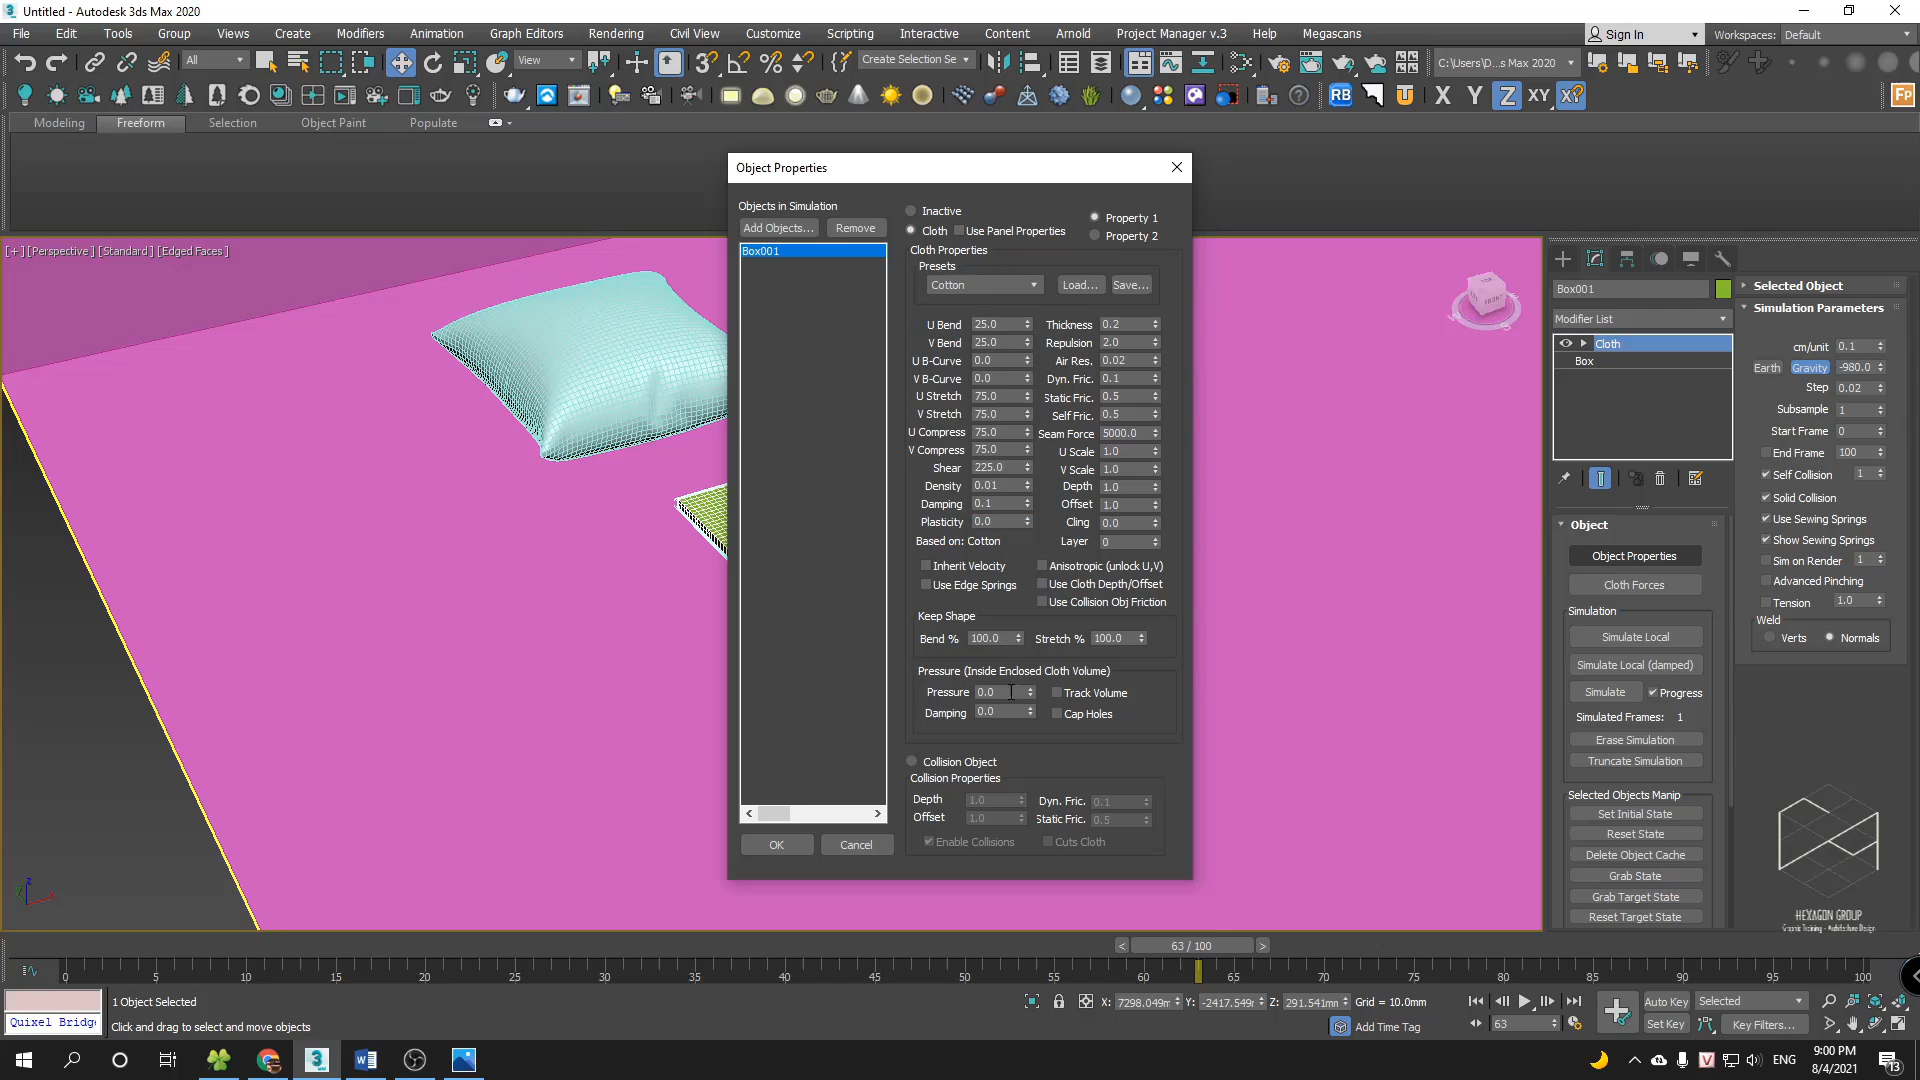 Untitled - Autodesk 3ds Max 2020
File Edit Tools Group Views Create Modifiers Animation Graph Editors Rendering Civil View Customize Scripting Interactive Content Arnold Project Manager v.3 Help Megascans Sign In Workspaces: Default
All View Create Selection Se C:\Users\D...s Max 2020
RB X Y Z XY Fp
Modeling Freeform Selection Object Paint Populate
[+] [Perspective] [Standard] [Edged Faces]
Object Properties
Objects in Simulation
Add Objects... Remove
Box001
OK Cancel
Inactive
Cloth Use Panel Properties
Property 1
Property 2
Cloth Properties
Presets
Cotton Load... Save...
U Bend 25.0 Thickness 0.2
V Bend 25.0 Repulsion 2.0
U B-Curve 0.0 Air Res. 0.02
V B-Curve 0.0 Dyn. Fric. 0.1
U Stretch 75.0 Static Fric. 0.5
V Stretch 75.0 Self Fric. 0.5
U Compress 75.0 Seam Force 5000.0
V Compress 75.0 U Scale 1.0
Shear 225.0 V Scale 1.0
Density 0.01 Depth 1.0
Damping 0.1 Offset 1.0
Plasticity 0.0 Cling 0.0
Based on: Cotton Layer 0
Inherit Velocity Anisotropic (unlock U,V)
Use Edge Springs Use Cloth Depth/Offset
Use Collision Obj Friction
Keep Shape
Bend % 100.0 Stretch % 100.0
Pressure (Inside Enclosed Cloth Volume)
Pressure 0.0 Track Volume
Damping 0.0 Cap Holes
Collision Object
Collision Properties
Depth 1.0 Dyn. Fric. 0.1
Offset 1.0 Static Fric. 0.5
Enable Collisions Cuts Cloth
Box001
Modifier List
Cloth
Box
Object
Object Properties
Cloth Forces
Simulation
Simulate Local
Simulate Local (damped)
Simulate Progress
Simulated Frames: 1
Erase Simulation
Truncate Simulation
Selected Objects Manip
Set Initial State
Reset State
Delete Object Cache
Grab State
Grab Target State
Reset Target State
Selected Object
Simulation Parameters
cm/unit 0.1
Earth Gravity -980.0
Step 0.02
Subsample 1
Start Frame 0
End Frame 100
Self Collision 1
Solid Collision
Use Sewing Springs
Show Sewing Springs
Sim on Render 1
Advanced Pinching
Tension 1.0
Weld
Verts Normals
HEXAGON GROUP
Graphic Training - Architecture Design
< 63 / 100 >
0 5 10 15 20 25 30 35 40 45 50 55 60 65 70 75 80 85 90 95 100
1 Object Selected X: 7298.049m Y: -2417.549m Z: 291.541mm Grid = 10.0mm Auto Key Selected
Quixel Bridge Click and drag to select and move objects Add Time Tag 63 Set Key Key Filters...
ENG 9:00 PM
8/4/2021
13